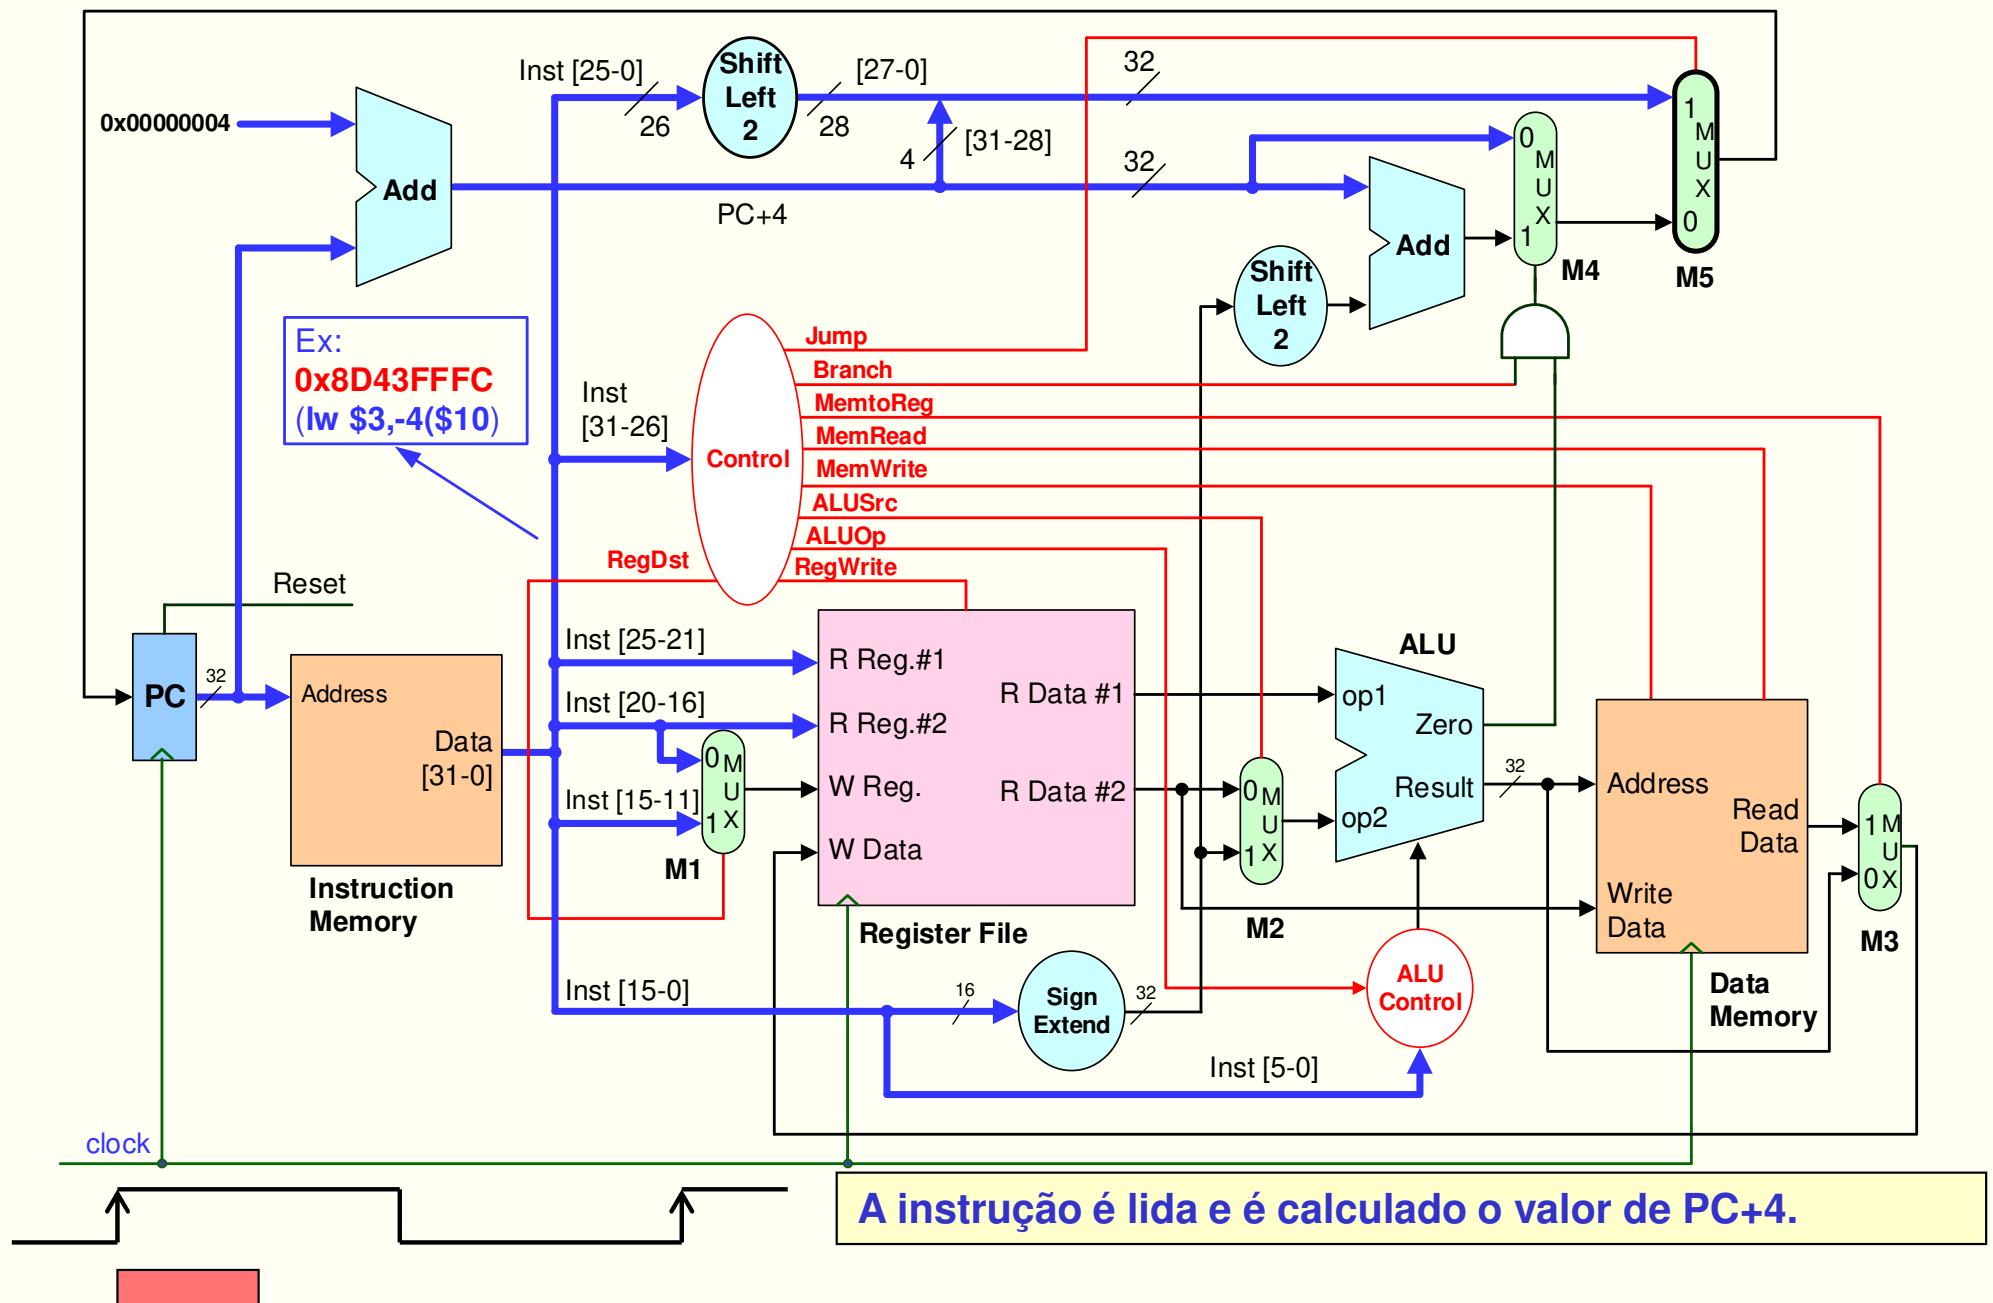 Inst [25-0]
26
Shift
Left
2
[27-0]
28
32
0x00000004
Add
4
[31-28]
32
PC+4
0
M
U
X
1
M4
1
M
U
X
0
M5
Add
Shift
Left
2
Ex:
0x8D43FFFC
(lw $3,-4($10)
Inst
[31-26]
Control
Jump
Branch
MemtoReg
MemRead
MemWrite
ALUSrc
ALUOp
RegDst
RegWrite
Reset
PC
32
Address
Data
[31-0]
Instruction
Memory
Inst [25-21]
Inst [20-16]
Inst [15-11]
0
M
U
1
X
M1
R Reg.#1
R Reg.#2
W Reg.
W Data
R Data #1
R Data #2
Register File
0
M
U
1
X
M2
ALU
op1
Zero
Result
op2
32
Address
Read
Data
Write
Data
Data
Memory
1
M
U
0
X
M3
Inst [15-0]
16
Sign
Extend
32
ALU
Control
Inst [5-0]
clock
A instrução é lida e é calculado o valor de PC+4.